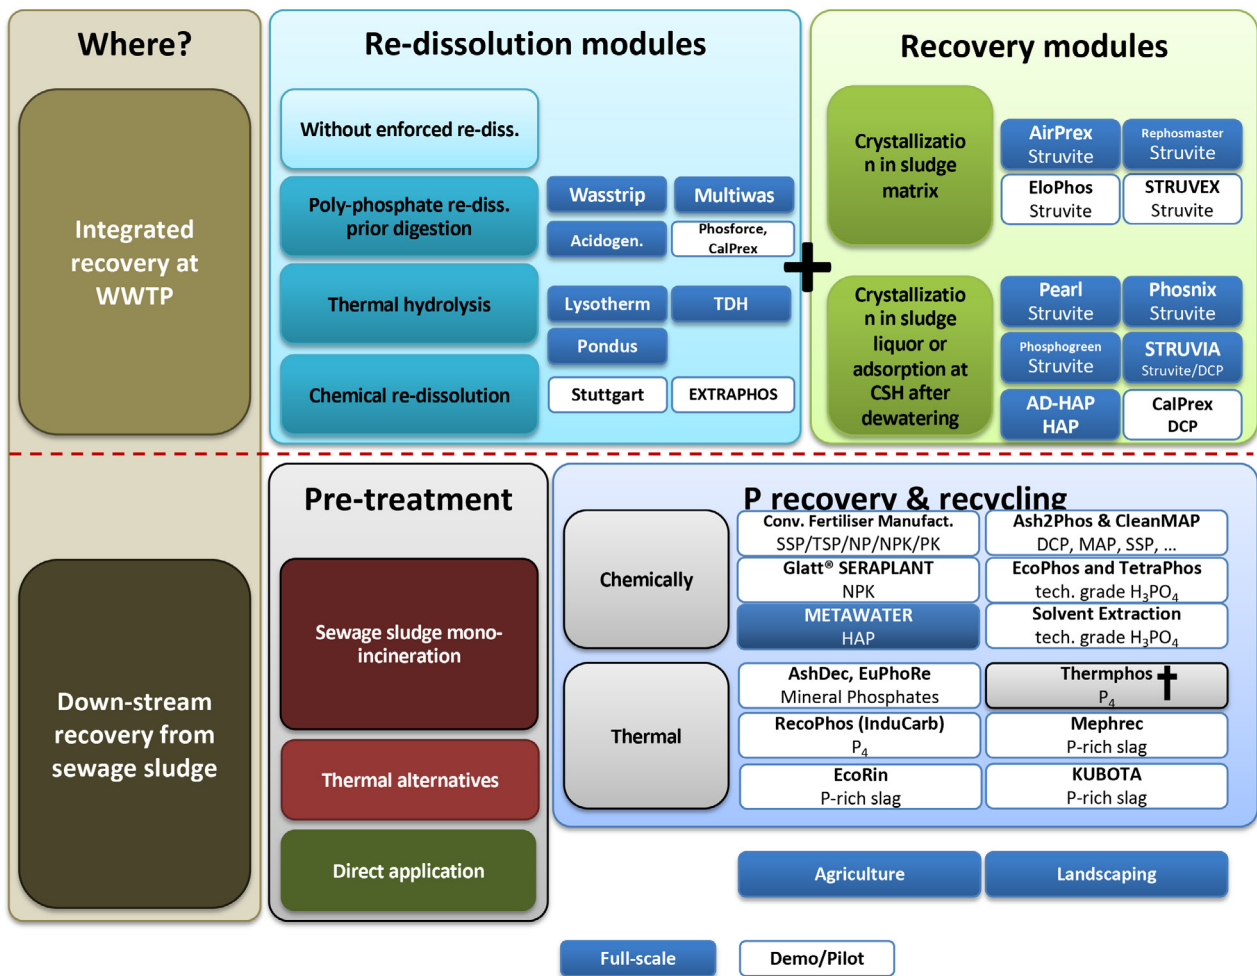 Where?
Re-dissolution modules
Recovery modules
Integrated
recovery at
WWTP
Without enforced re-diss.
Poly-phosphate re-diss.
prior digestion
Wasstrip
Multiwas
Acidogen.
Phosforce,
CalPrex
Thermal hydrolysis
Lysotherm
TDH
Pondus
Chemical re-dissolution
Stuttgart
EXTRAPHOS
+
Crystallizatio
n in sludge
matrix
AirPrex
Struvite
Rephosmaster
Struvite
EloPhos
Struvite
STRUVEX
Struvite
Crystallizatio
n in sludge
liquor or
adsorption at
CSH after
dewatering
Pearl
Struvite
Phosnix
Struvite
Phosphogreen
Struvite
STRUVIA
Struvite/DCP
AD-HAP
HAP
CalPrex
DCP
Down-stream
recovery from
sewage sludge
Pre-treatment
Sewage sludge mono-
incineration
Thermal alternatives
Direct application
P recovery & recycling
Chemically
Conv. Fertiliser Manufact.
SSP/TSP/NP/NPK/PK
Ash2Phos & CleanMAP
DCP, MAP, SSP, ...
Glatt® SERAPLANT
NPK
EcoPhos and TetraPhos
tech. grade H₃PO₄
METAWATER
HAP
Solvent Extraction
tech. grade H₃PO₄
Thermal
AshDec, EuPhoRe
Mineral Phosphates
Thermphos ✝
P₄
RecoPhos (InduCarb)
P₄
Mephrec
P-rich slag
EcoRin
P-rich slag
KUBOTA
P-rich slag
Agriculture
Landscaping
Full-scale
Demo/Pilot